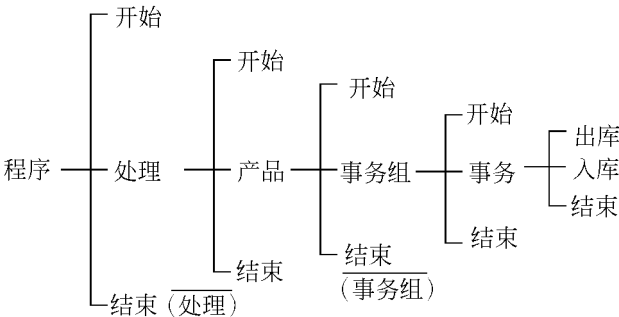 开始
开始
开始
开始
出库
程序 处理 产品 事务组 事务 入库
结束
结束
结束
(事务组)
结束
结束 (处理)